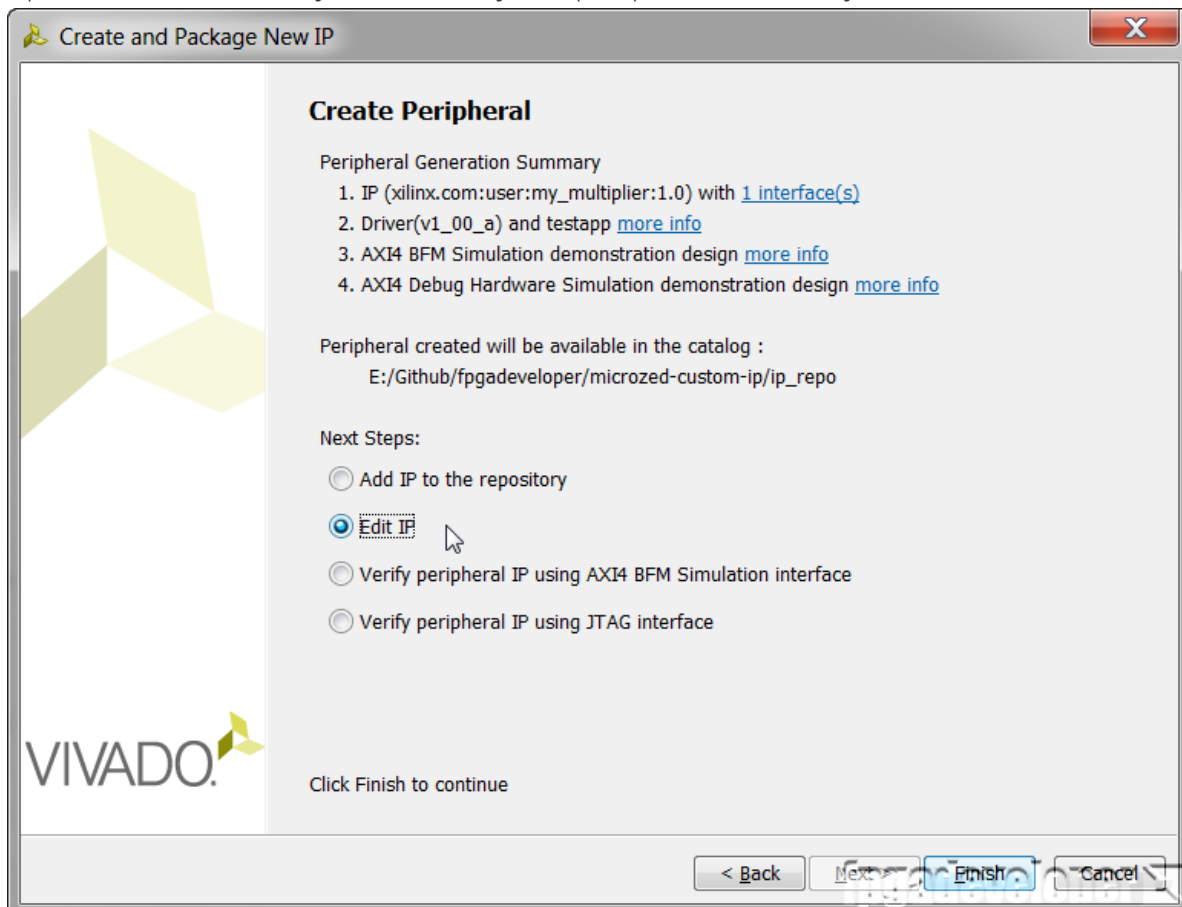 Create and Package New IP
X
Create Peripheral
Peripheral Generation Summary
1. IP (xilinx.com:user:my_multiplier:1.0) with 1 interface(s)
2. Driver(v1_00_a) and testapp more info
3. AXI4 BFM Simulation demonstration design more info
4. AXI4 Debug Hardware Simulation demonstration design more info
Peripheral created will be available in the catalog :
E:/Github/fpgadeveloper/microzed-custom-ip/ip_repo
Next Steps:
Add IP to the repository
Edit IP
Verify peripheral IP using AXI4 BFM Simulation interface
Verify peripheral IP using JTAG interface
VIVADO.
Click Finish to continue
< Back Next > Finish Cancel
fpgadeveloper